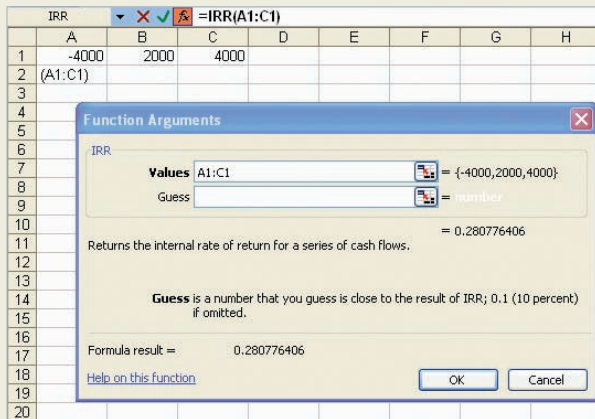 IRR =IRR(A1:C1)
A B C D E F G H
1 -4000 2000 4000
2 (A1:C1)
3
4
5
6
7
8
9
10
11
12
13
14
15
16
17
18
19
20
Function Arguments
IRR
Values A1:C1 = {-4000,2000,4000}
Guess = number
= 0.280776406
Returns the internal rate of return for a series of cash flows.
Guess is a number that you guess is close to the result of IRR; 0.1 (10 percent)
if omitted.
Formula result = 0.280776406
Help on this function OK Cancel